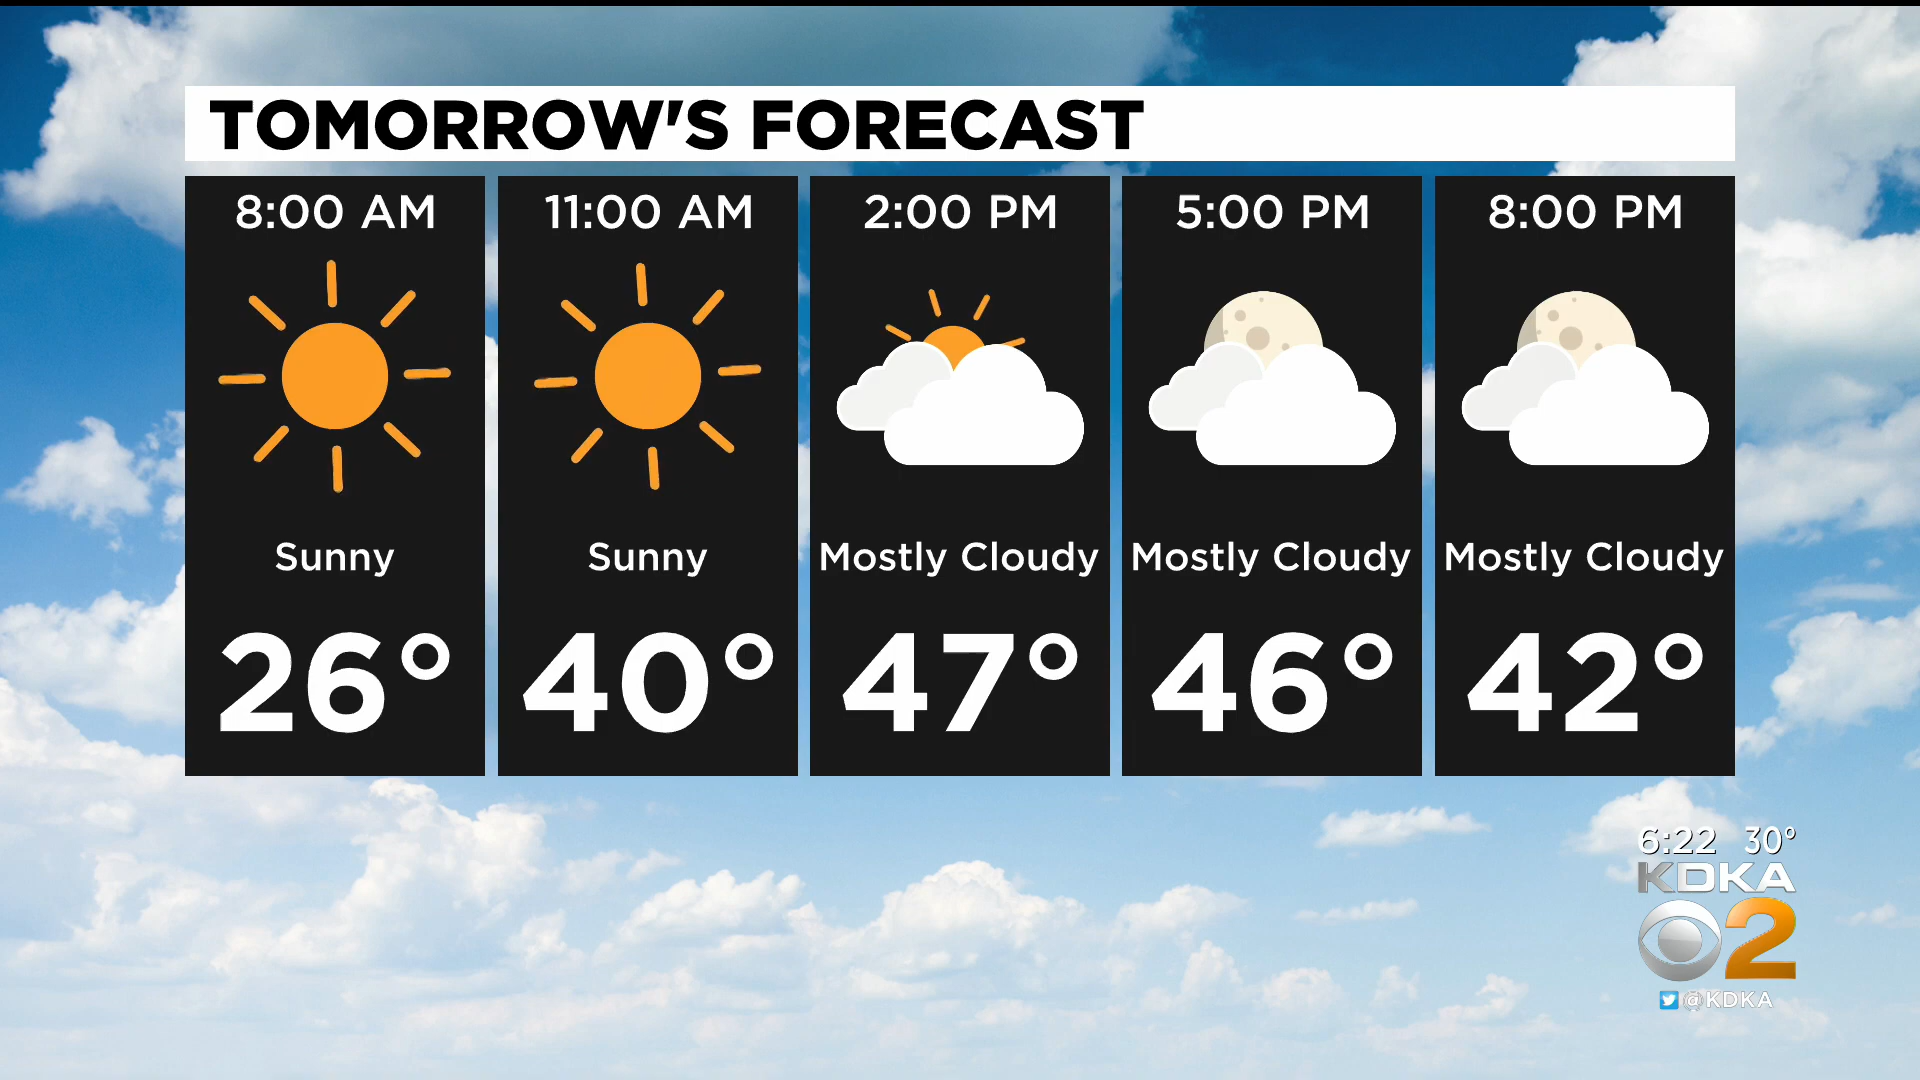 TOMORROW'S FORECAST
8:00 AM
Sunny
26°
11:00 AM
Sunny
40°
2:00 PM
Mostly Cloudy
47°
5:00 PM
Mostly Cloudy
46°
8:00 PM
Mostly Cloudy
42°
6:22 30°
KDKA
2
@KDKA